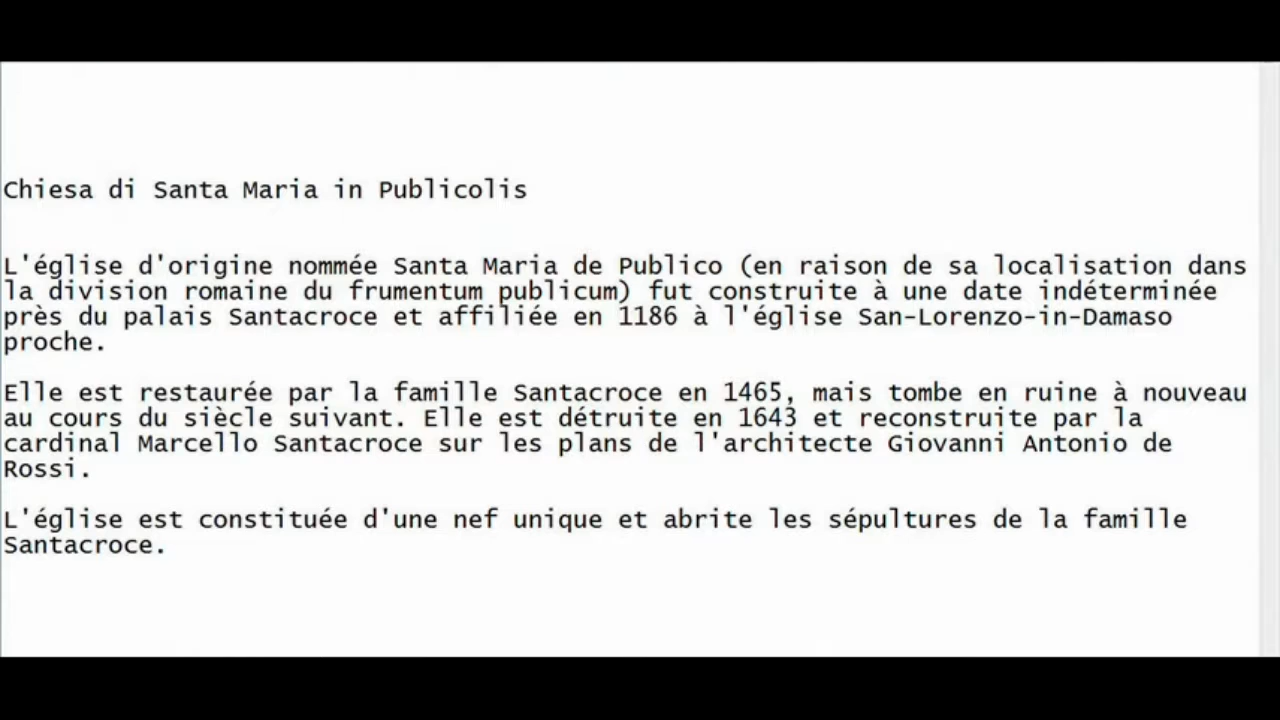 Chiesa di Santa Maria in Publicolis
L'église d'origine nommée Santa Maria de Publico (en raison de sa localisation dans
la division romaine du frumentum publicum) fut construite à une date indéterminée
près du palais Santacroce et affiliée en 1186 à l'église San-Lorenzo-in-Damaso
proche.
Elle est restaurée par la famille Santacroce en 1465, mais tombe en ruine à nouveau
au cours du siècle suivant. Elle est détruite en 1643 et reconstruite par la
cardinal Marcello Santacroce sur les plans de l'architecte Giovanni Antonio de
Rossi.
L'église est constituée d'une nef unique et abrite les sépultures de la famille
Santacroce.